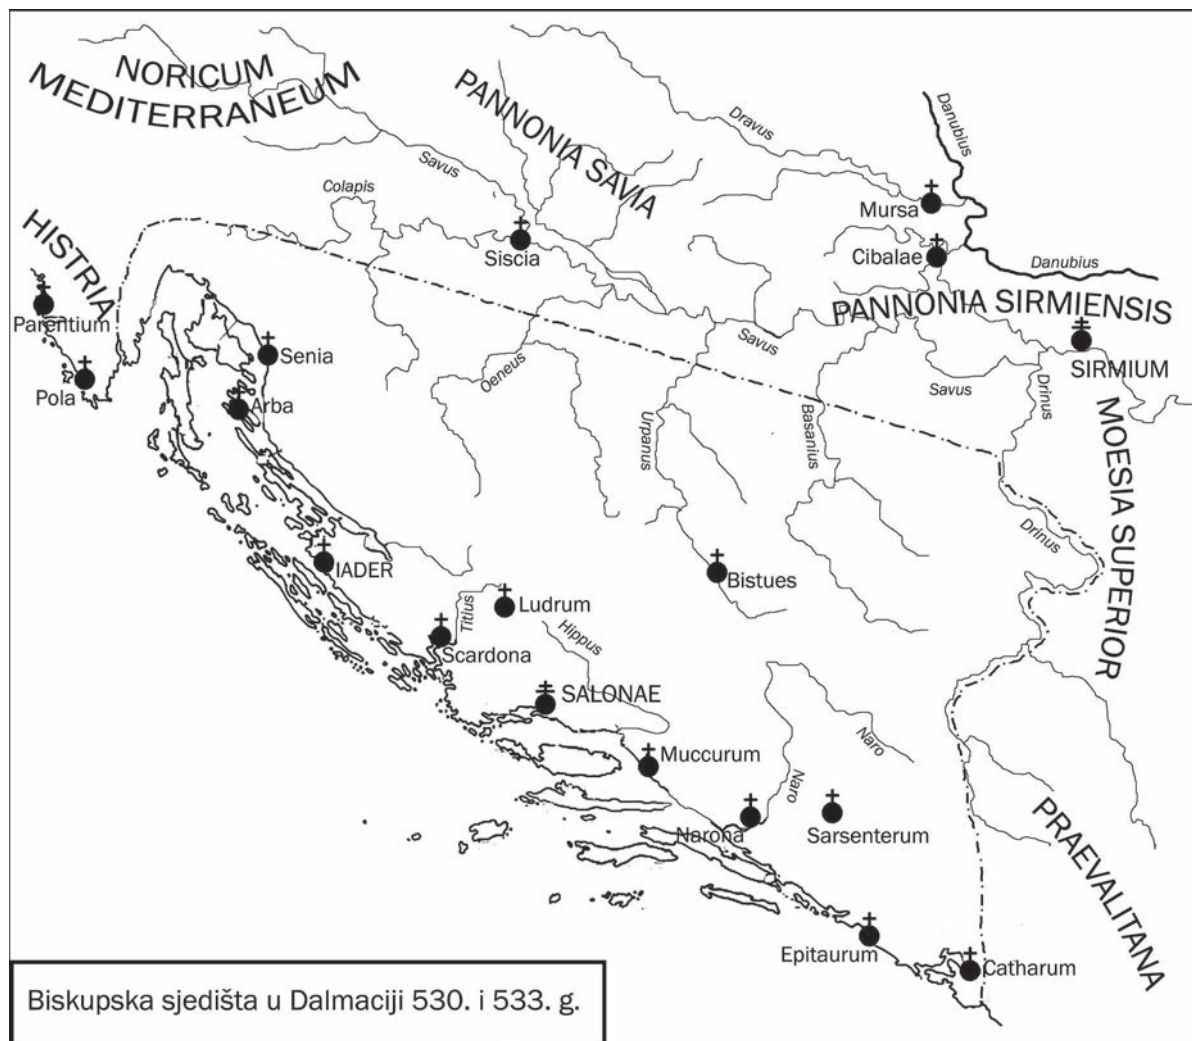 NORICUM
MEDITERRANEUM
PANNONIA SAVIA
Dravus
Danubius
Savus
Colapis
Mursa
HISTRIA
Siscia
Cibalae
Danubius
PANNONIA SIRMIENSIS
Parentium
Senia
Savus
SIRMIUM
Pola
Arba
Oeneus
Savus
Drinus
Urpanus
Basanius
MOESIA SUPERIOR
Drinus
IADER
Bistues
Ludrum
Titius
Hippus
Scardona
SALONAE
Muccurum
Naro
Naro
Narona
Sarsenterum
PRAEVALITANA
Epitaurum
Catharum
Biskupska sjedišta u Dalmaciji 530. i 533. g.